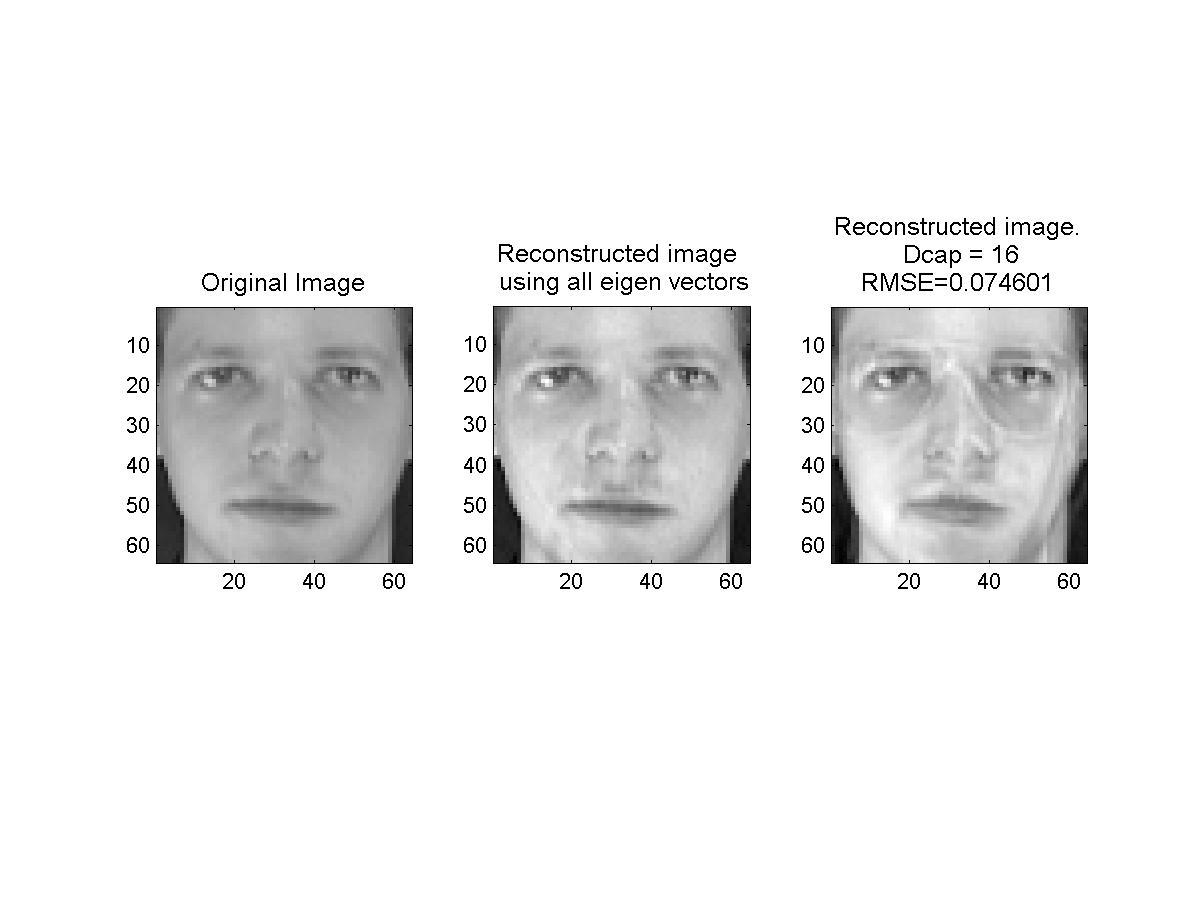 Original Image
10
20
30
40
50
60
20 40 60
Reconstructed image
using all eigen vectors
10
20
30
40
50
60
20 40 60
Reconstructed image.
Dcap = 16
RMSE=0.074601
10
20
30
40
50
60
20 40 60